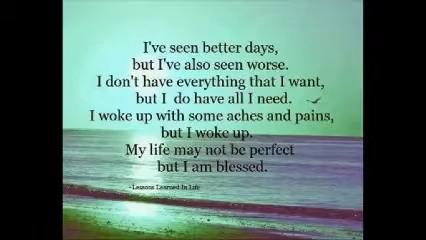 I've seen better days,
but I've also seen worse.
I don't have everything that I want,
but I do have all I need.
I woke up with some aches and pains,
but I woke up.
My life may not be perfect
but I am blessed.
- Lessons Learned In Life